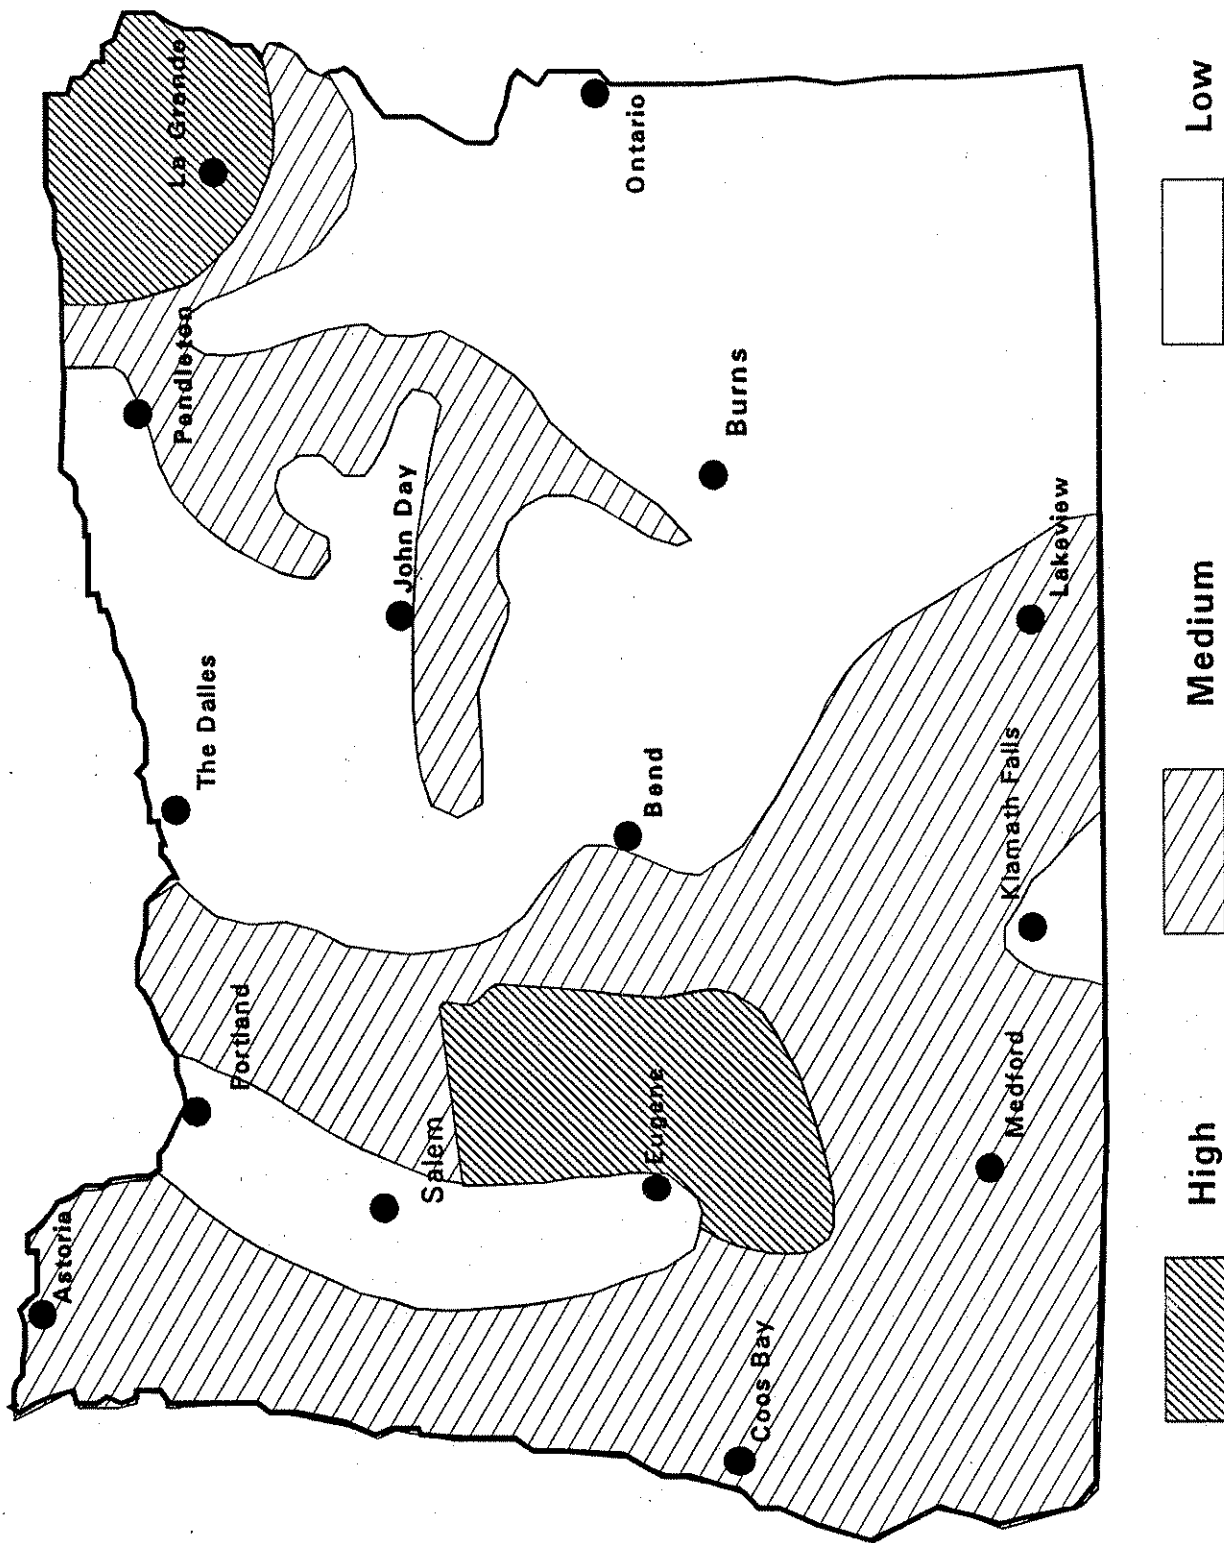 Astoria
Portland
The Dalles
Pendleton
La Grande
Salem
John Day
Eugene
Bend
Burns
Ontario
Coos Bay
Medford
Klamath Falls
Lakeview
High
Medium
Low